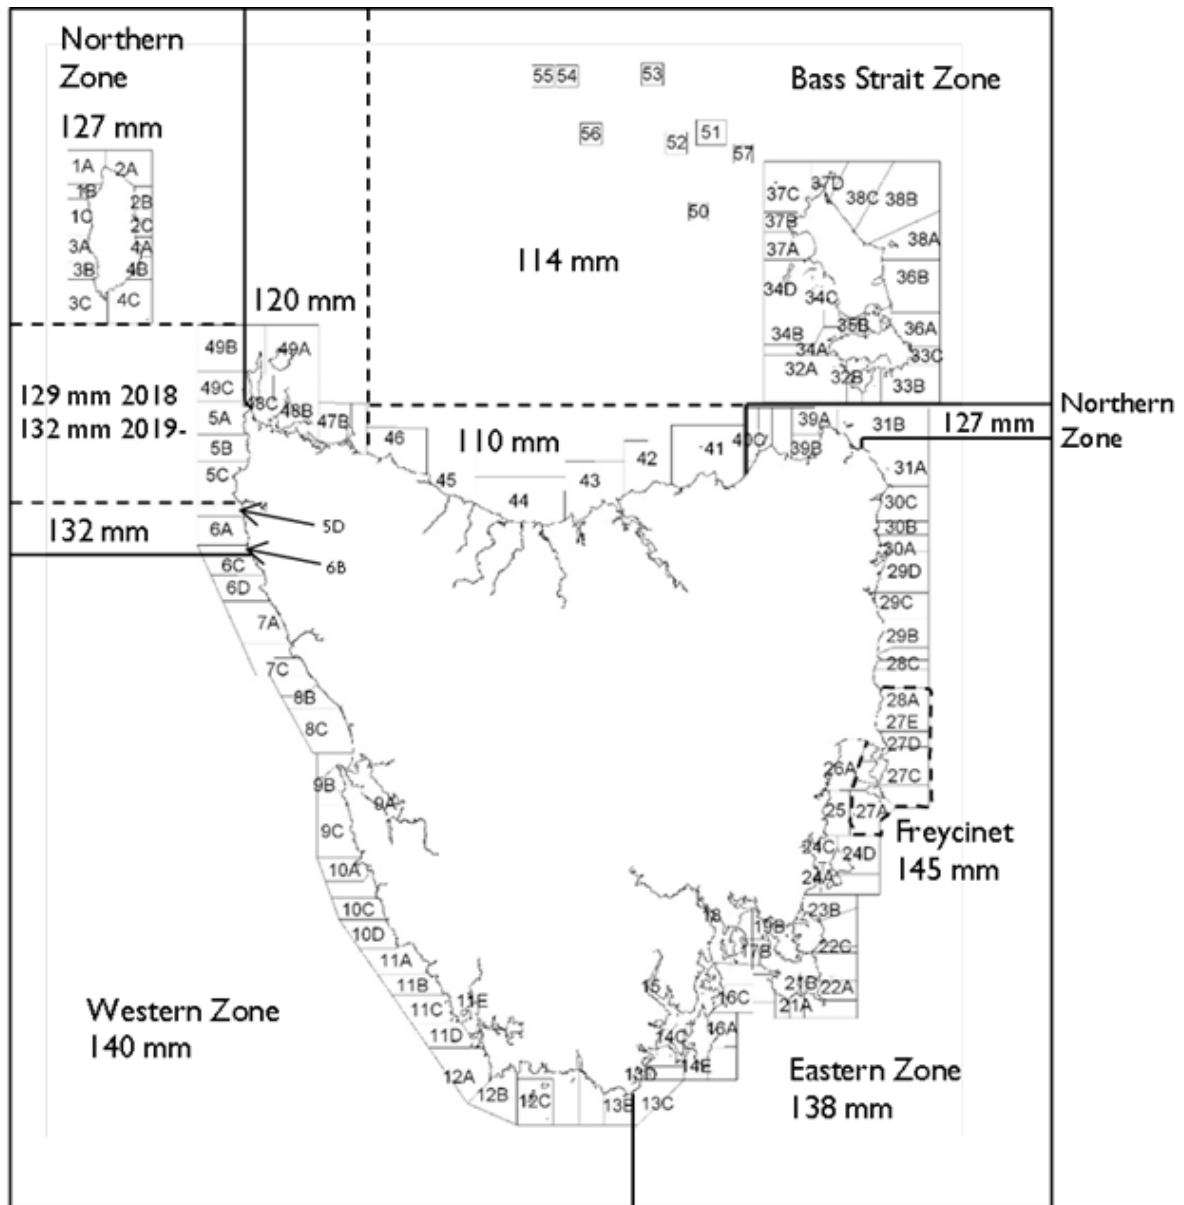 Northern
Zone
127 mm
1A
2A
1B
2B
1C
2C
3A
4A
3B
4B
3C
4C
55
54
53
56
52
51
57
50
Bass Strait Zone
114 mm
37C
37D
38C
38B
37B
37A
38A
34D
36B
34C
35B
36A
34B
34A
33C
32A
32B
33B
120 mm
49B
49A
49C
48C
48B
47B
129 mm 2018
132 mm 2019-
5A
5B
5C
132 mm
6A
5D
6B
46
110 mm
45
44
43
42
41
40C
39A
39B
31B
127 mm
Northern
Zone
31A
30C
30B
30A
29D
29C
29B
28C
28A
27E
27D
27C
26A
25
27A
Freycinet
145 mm
24C
24D
24A
6C
6D
7A
7C
8B
8C
9B
9A
9C
10A
10C
10D
11A
11B
11C
11E
11D
12A
12B
12C
13B
13C
13D
14E
14C
15
16A
16C
18
17B
19B
23B
22C
21B
22A
21A
Western Zone
140 mm
Eastern Zone
138 mm